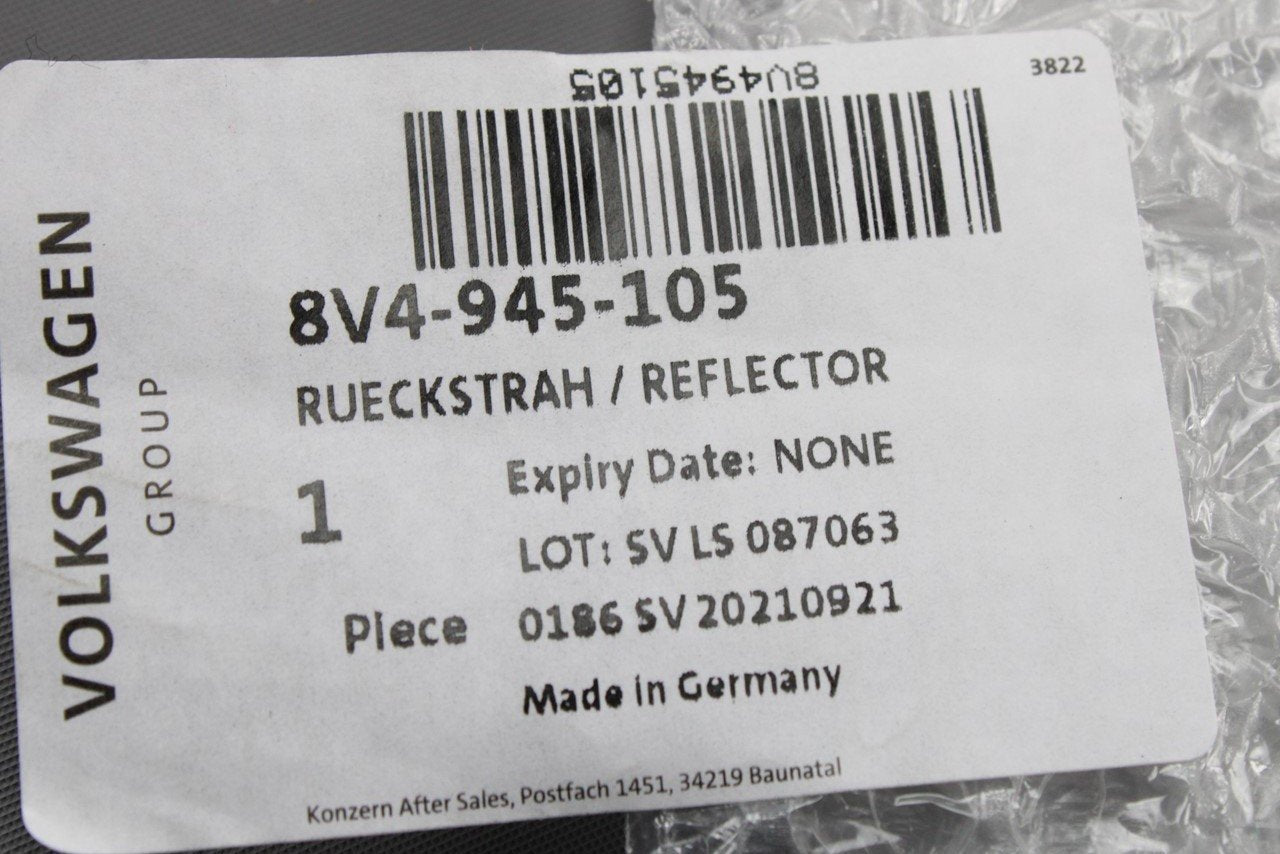 3822
8V4945105
8V4-945-105
RUECKSTRAH / REFLECTOR
Expiry Date: NONE
1
LOT: SV LS 087063
Piece
0186 SV 20210921
Made in Germany
Konzern After Sales, Postfach 1451, 34219 Baunatal
VOLKSWAGEN
GROUP